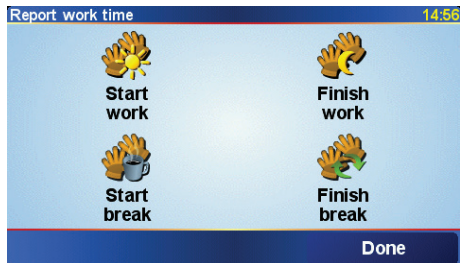 Report work time 14:56
Start
work
Finish
work
Start
break
Finish
break
Done